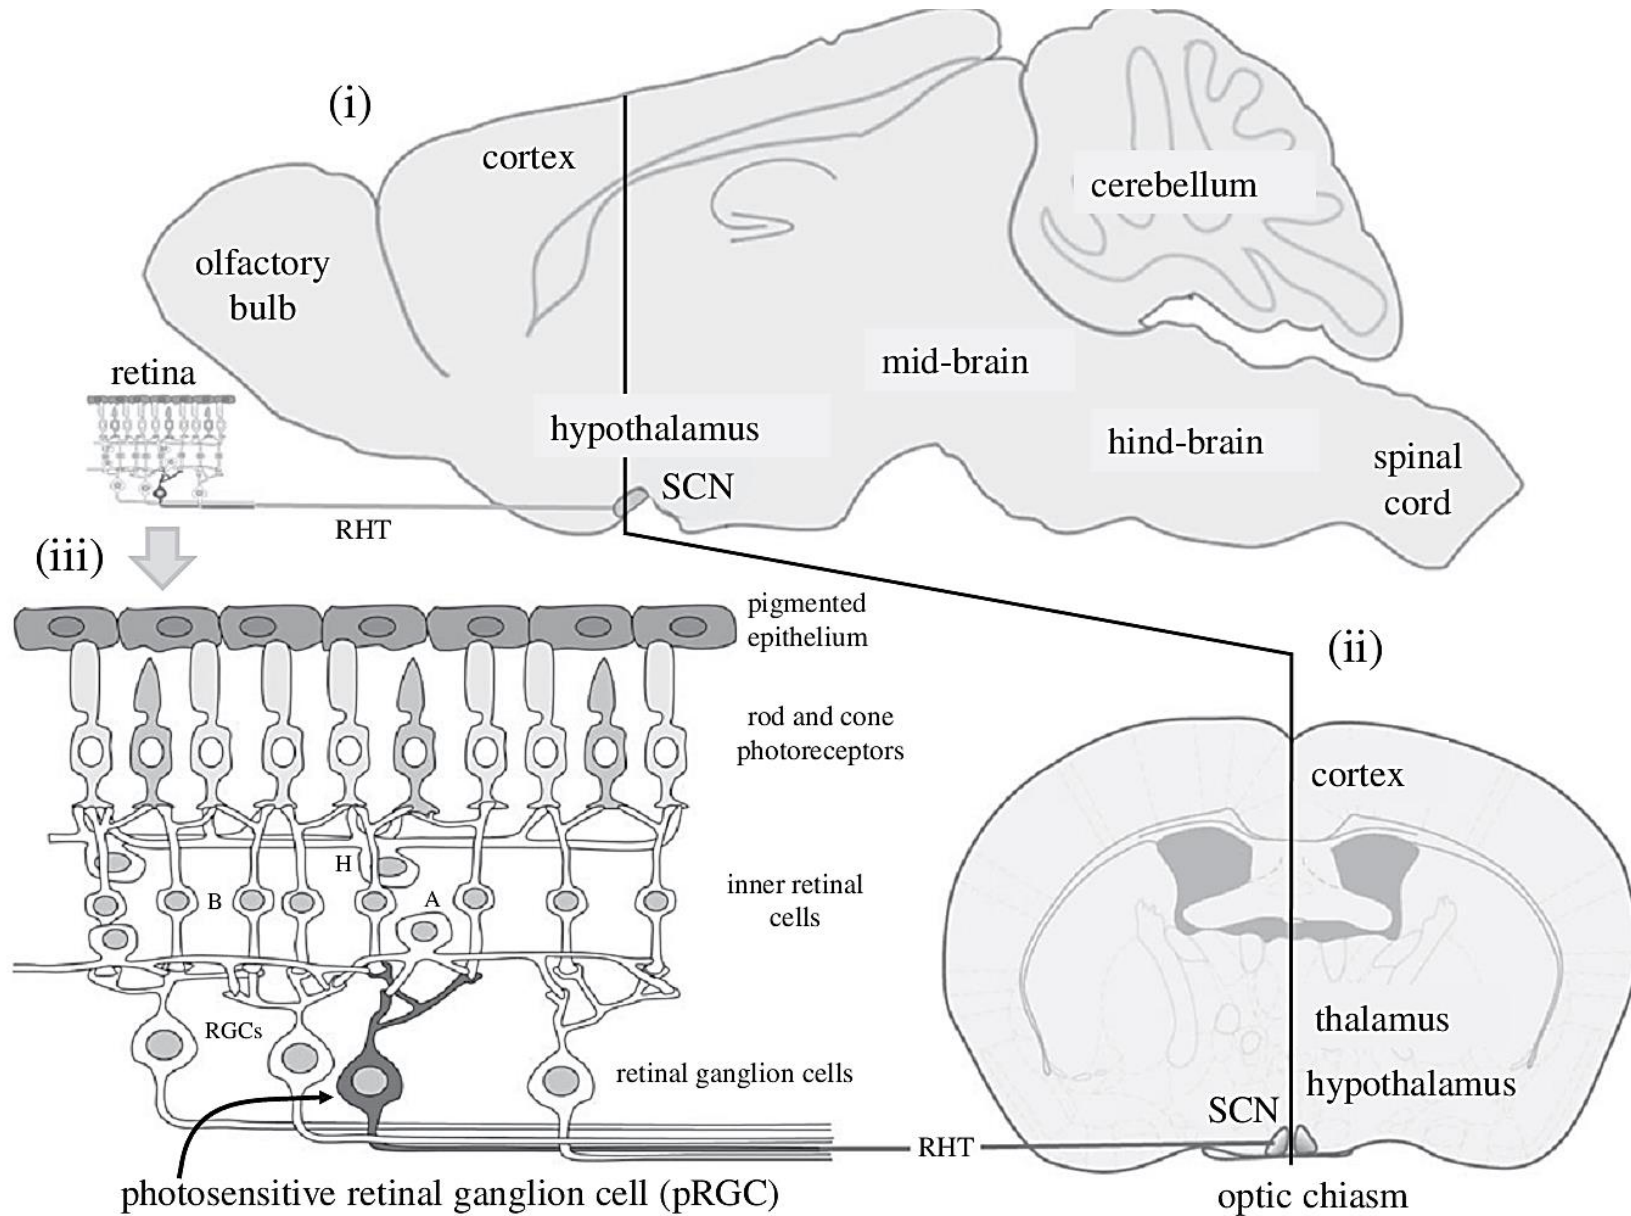 (i)
cortex
cerebellum
olfactory
bulb
mid-brain
retina
hypothalamus
hind-brain
spinal
cord
SCN
RHT
(iii)
pigmented
epithelium
(ii)
rod and cone
photoreceptors
cortex
H
B
A
inner retinal
cells
RGCs
retinal ganglion cells
thalamus
hypothalamus
SCN
RHT
photosensitive retinal ganglion cell (pRGC)
optic chiasm